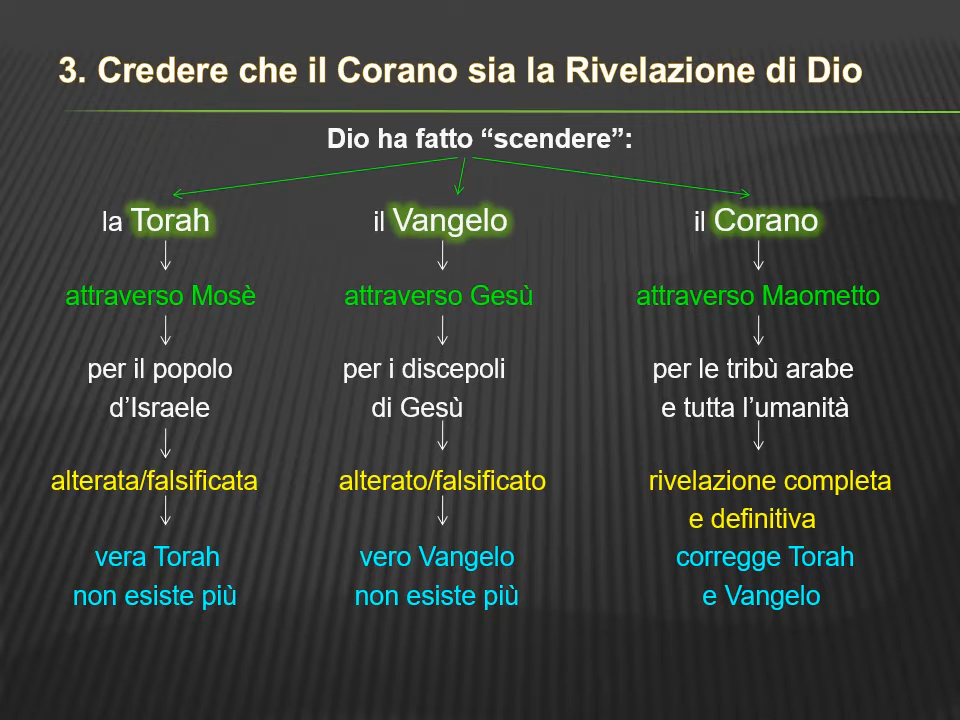 3. Credere che il Corano sia la Rivelazione di Dio
Dio ha fatto “scendere”:
la Torah il Vangelo il Corano
attraverso Mosè attraverso Gesù attraverso Maometto
per il popolo per i discepoli per le tribù arabe
d’Israele di Gesù e tutta l’umanità
alterata/falsificata alterato/falsificato rivelazione completa
e definitiva
vera Torah vero Vangelo corregge Torah
non esiste più non esiste più e Vangelo